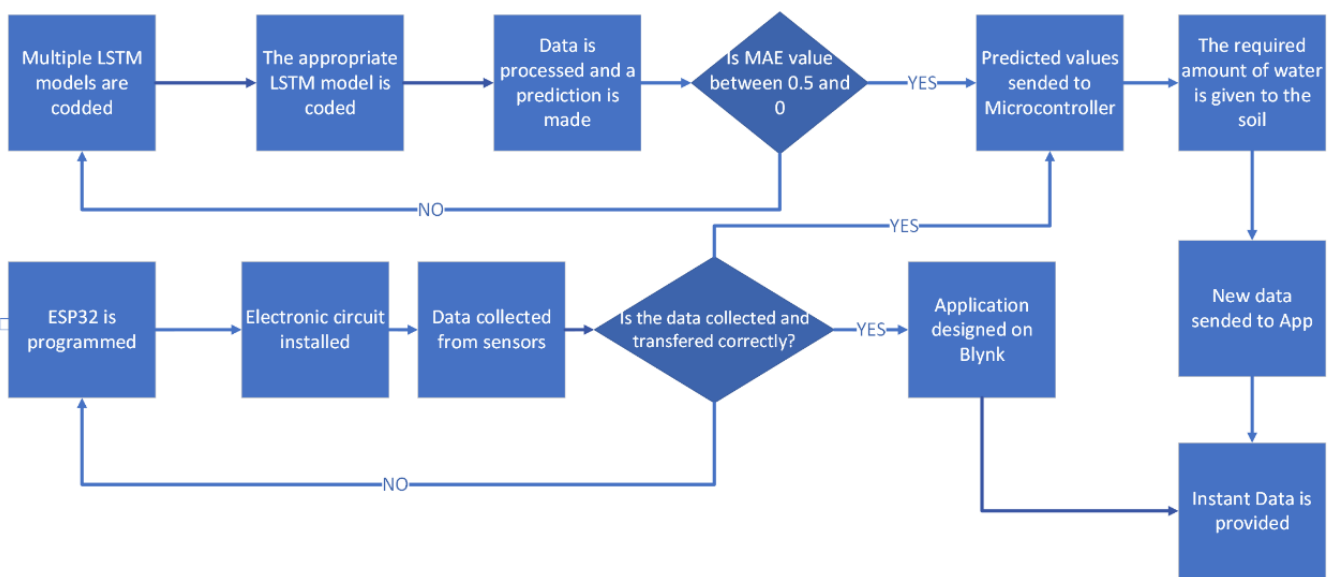 Multiple LSTM
models are
codded
The appropriate
LSTM model is
coded
Data is
processed and a
prediction is
made
Is MAE value
between 0.5 and
0
YES
Predicted values
sended to
Microcontroller
The required
amount of water
is given to the
soil
NO
YES
ESP32 is
programmed
Electronic circuit
installed
Data collected
from sensors
Is the data collected and
transfered correctly?
YES
Application
designed on
Blynk
New data
sended to App
NO
Instant Data is
provided